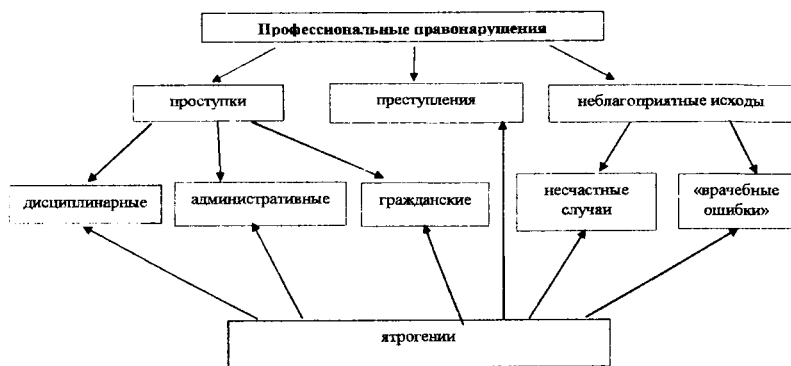 Профессиональные правонарушения
проступки
преступления
неблагоприятные исходы
дисциплинарные
административные
гражданские
несчастные
случаи
«врачебные
ошибки»
ятрогении